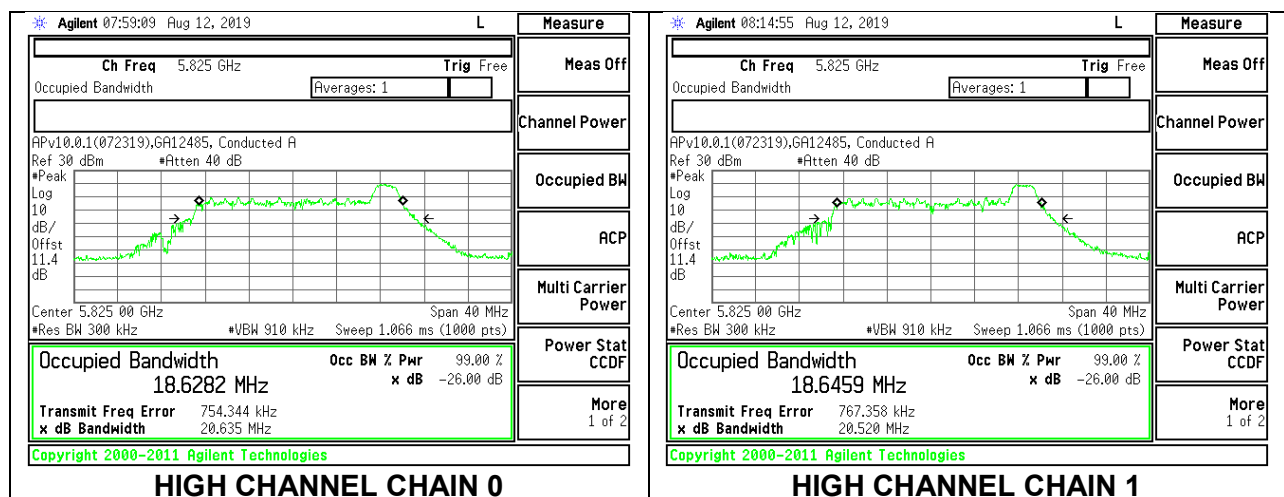 Agilent 07:59:09 Aug 12, 2019 L
Measure
Ch Freq 5.825 GHz Trig Free
Occupied Bandwidth Averages: 1
APv10.0.1(072319),GA12485, Conducted A
Ref 30 dBm #Atten 40 dB
#Peak
Log
10
dB/
Offst
11.4
dB
Center 5.825 00 GHz Span 40 MHz
#Res BW 300 kHz #VBW 910 kHz Sweep 1.066 ms (1000 pts)
Occupied Bandwidth Occ BW % Pwr 99.00 %
18.6282 MHz x dB -26.00 dB
Transmit Freq Error 754.344 kHz
x dB Bandwidth 20.635 MHz
Copyright 2000-2011 Agilent Technologies
Meas Off
Channel Power
Occupied BW
ACP
Multi Carrier
Power
Power Stat
CCDF
More
1 of 2
HIGH CHANNEL CHAIN 0
Agilent 08:14:55 Aug 12, 2019 L
Measure
Ch Freq 5.825 GHz Trig Free
Occupied Bandwidth Averages: 1
APv10.0.1(072319),GA12485, Conducted A
Ref 30 dBm #Atten 40 dB
#Peak
Log
10
dB/
Offst
11.4
dB
Center 5.825 00 GHz Span 40 MHz
#Res BW 300 kHz #VBW 910 kHz Sweep 1.066 ms (1000 pts)
Occupied Bandwidth Occ BW % Pwr 99.00 %
18.6459 MHz x dB -26.00 dB
Transmit Freq Error 767.358 kHz
x dB Bandwidth 20.520 MHz
Copyright 2000-2011 Agilent Technologies
Meas Off
Channel Power
Occupied BW
ACP
Multi Carrier
Power
Power Stat
CCDF
More
1 of 2
HIGH CHANNEL CHAIN 1